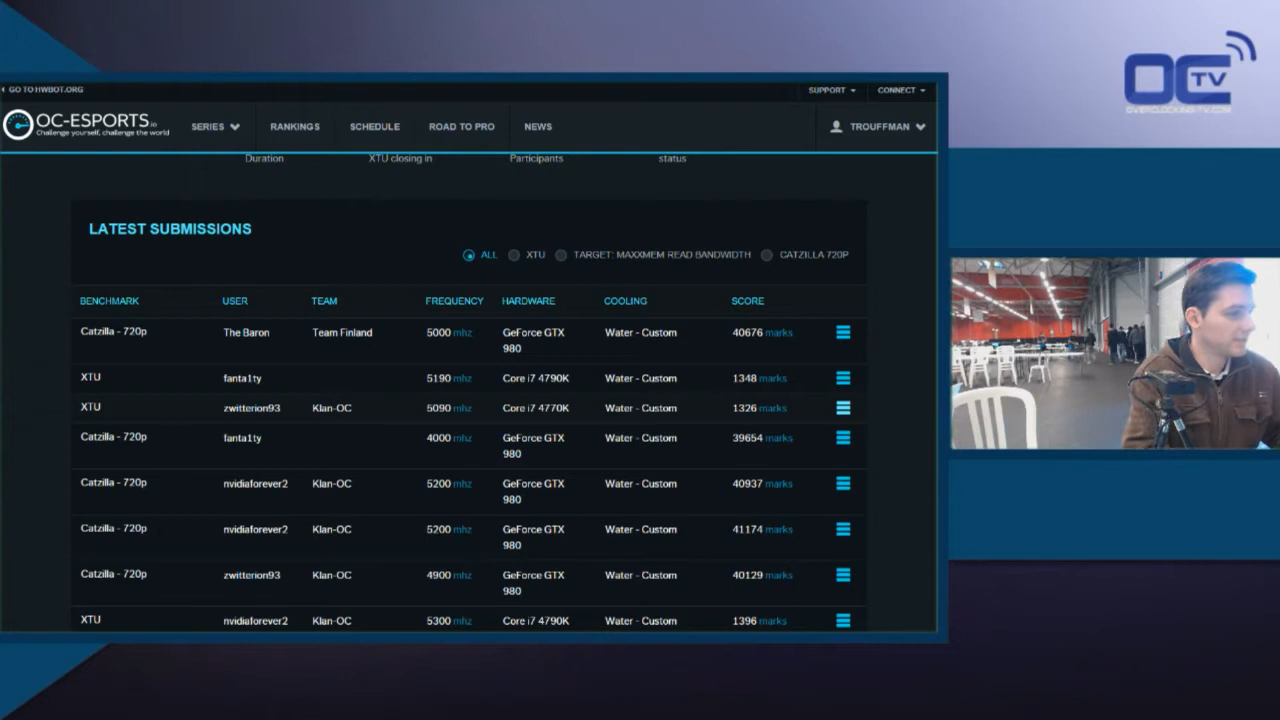 GO TO HWBOT.ORG
SUPPORT
CONNECT
OC-ESPORTS.io
Challenge yourself, challenge the world
SERIES
RANKINGS
SCHEDULE
ROAD TO PRO
NEWS
TROUFFMAN
OC TV
OVERCLOCKING-TV.COM
Duration XTU closing in Participants status
LATEST SUBMISSIONS
ALL XTU TARGET: MAXXMEM READ BANDWIDTH CATZILLA 720P
BENCHMARK USER TEAM FREQUENCY HARDWARE COOLING SCORE
Catzilla - 720p The Baron Team Finland 5000 mhz GeForce GTX Water - Custom 40676 marks
980
XTU fanta1ty 5190 mhz Core i7 4790K Water - Custom 1348 marks
XTU zwitterion93 Klan-OC 5090 mhz Core i7 4770K Water - Custom 1326 marks
Catzilla - 720p fanta1ty 4000 mhz GeForce GTX Water - Custom 39654 marks
980
Catzilla - 720p nvidiaforever2 Klan-OC 5200 mhz GeForce GTX Water - Custom 40937 marks
980
Catzilla - 720p nvidiaforever2 Klan-OC 5200 mhz GeForce GTX Water - Custom 41174 marks
980
Catzilla - 720p zwitterion93 Klan-OC 4900 mhz GeForce GTX Water - Custom 40129 marks
980
XTU nvidiaforever2 Klan-OC 5300 mhz Core i7 4790K Water - Custom 1396 marks